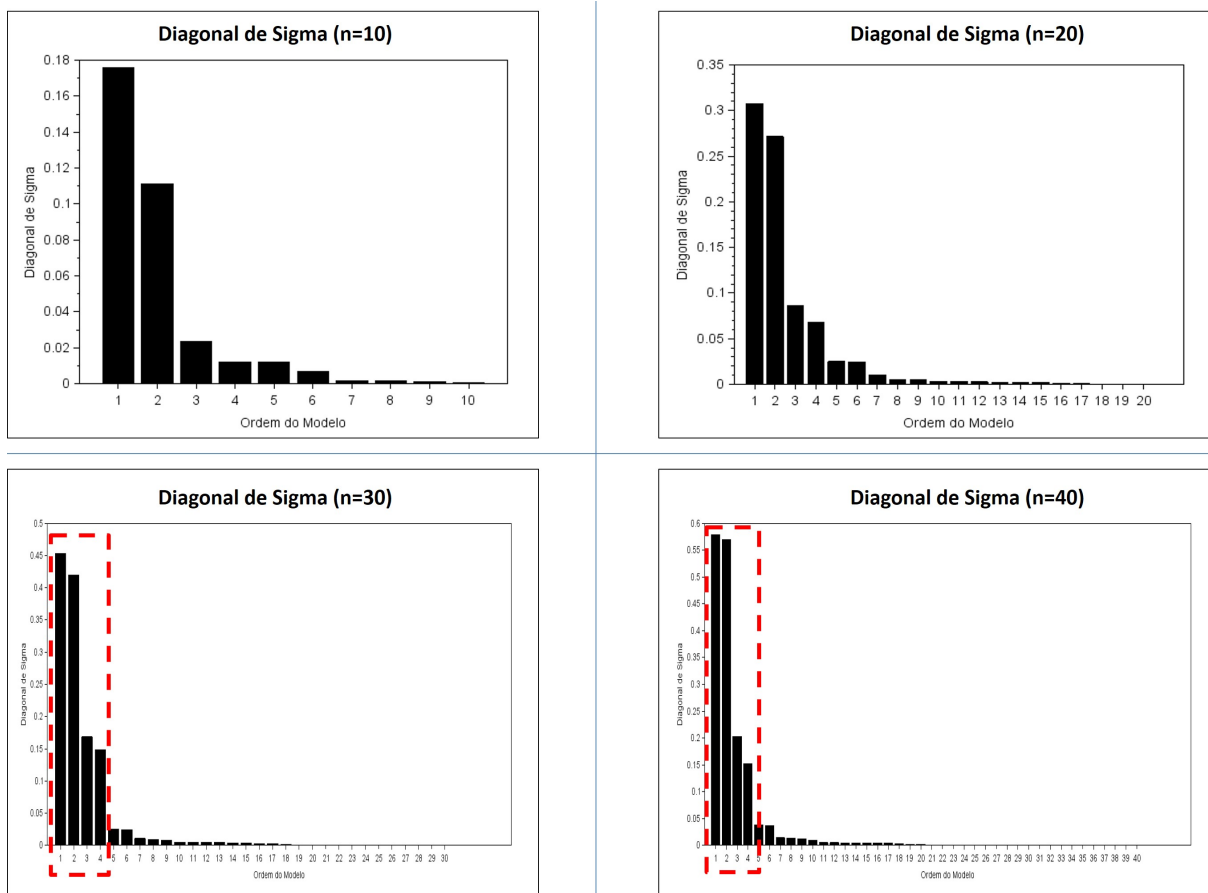 Diagonal de Sigma (n=10)
0.18
0.16
0.14
0.12
0.1
0.08
0.06
0.04
0.02
0
Diagonal de Sigma
1 2 3 4 5 6 7 8 9 10
Ordem do Modelo
Diagonal de Sigma (n=20)
0.35
0.3
0.25
0.2
0.15
0.1
0.05
0
Diagonal de Sigma
1 2 3 4 5 6 7 8 9 10 11 12 13 14 15 16 17 18 19 20
Ordem do Modelo
Diagonal de Sigma (n=30)
0.5
0.45
0.4
0.35
0.3
0.25
0.2
0.15
0.1
0.05
0
Diagonal de Sigma
1 2 3 4 5 6 7 8 9 10 11 12 13 14 15 16 17 18 19 20 21 22 23 24 25 26 27 28 29 30
Ordem do Modelo
Diagonal de Sigma (n=40)
0.6
0.55
0.5
0.45
0.4
0.35
0.3
0.25
0.2
0.15
0.1
0.05
0
Diagonal de Sigma
1 2 3 4 5 6 7 8 9 10 11 12 13 14 15 16 17 18 19 20 21 22 23 24 25 26 27 28 29 30 31 32 33 34 35 36 37 38 39 40
Ordem do Modelo